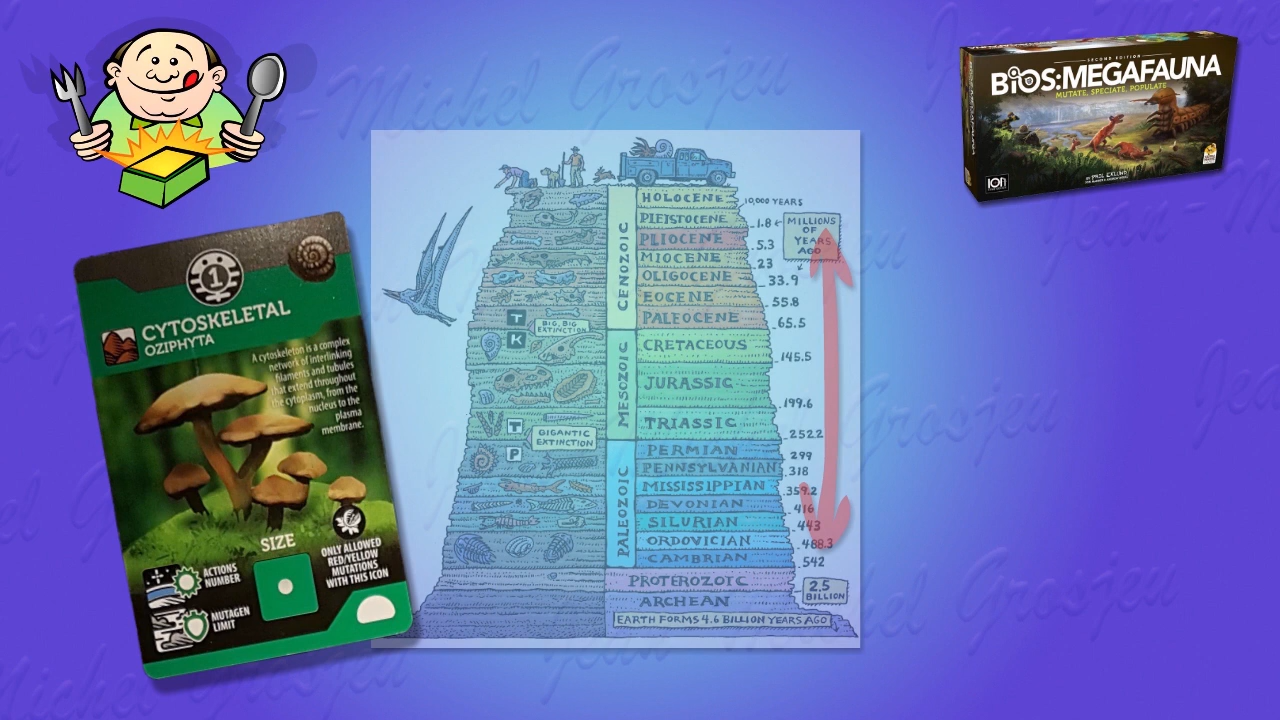 SECOND EDITION
BIOS:MEGAFAUNA
MUTATE, SPECIATE, POPULATE
BY PHIL EKLUND
ION
1
CYTOSKELETAL
OZIPHYTA
A cytoskeleton is a complex
network of interlinking
filaments and tubules
that extend throughout
the cytoplasm, from the
nucleus to the
plasma
membrane.
SIZE
ACTIONS
NUMBER
MUTAGEN
LIMIT
ONLY ALLOWED
RED/YELLOW
MUTATIONS
WITH THIS ICON
CENOZOIC
HOLOCENE
10,000 YEARS
PLEISTOCENE
1.8
MILLIONS
OF
YEARS
AGO
PLIOCENE
5.3
MIOCENE
23
OLIGOCENE
33.9
EOCENE
55.8
PALEOCENE
65.5
T
K
BIG, BIG
EXTINCTION
MESOZOIC
CRETACEOUS
145.5
JURASSIC
199.6
TRIASSIC
252.2
T
P
GIGANTIC
EXTINCTION
PALEOZOIC
PERMIAN
299
PENNSYLVANIAN
318
MISSISSIPPIAN
359.2
DEVONIAN
416
SILURIAN
443
ORDOVICIAN
488.3
CAMBRIAN
542
PROTEROZOIC
2.5
BILLION
ARCHEAN
EARTH FORMS 4.6 BILLION YEARS AGO
Jean-Michel Grosjeu